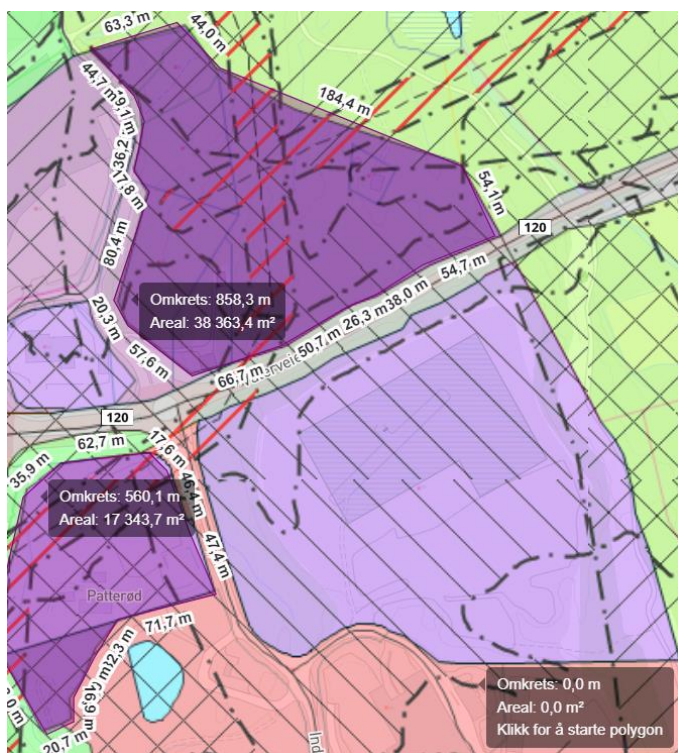 63,3 m
44,0 m
44,7 m
19,1 m
184,4 m
36,2
17,8 m
54,1 m
120
80,4 m
54,7 m
Omkrets: 858,3 m
Areal: 38 363,4 m²
38,0 m
20,3 m
26,3 m
50,7 m
57,6 m
66,7 m
120
62,7 m
17,6 m
35,9 m
46,4 m
Omkrets: 560,1 m
Areal: 17 343,7 m²
47,4 m
Patterød
71,7 m
Omkrets: 0,0 m
Areal: 0,0 m²
Klikk for å starte polygon
20,7 m
Ind